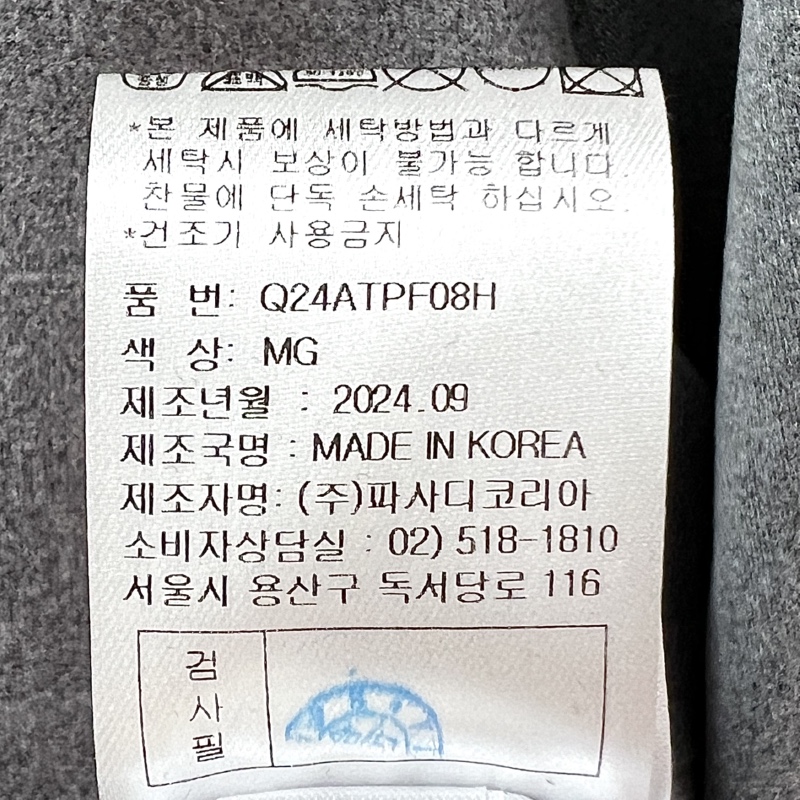 *본 제품에 세탁방법과 다르게
세탁시 보상이 불가능 합니다.
찬물에 단독 손세탁 하십시오.
*건조기 사용금지
품 번: Q24ATPF08H
색 상: MG
제조년월 : 2024.09
제조국명 : MADE IN KOREA
제조자명: (주)파사디코리아
소비자상담실 : 02) 518-1810
서울시 용산구 독서당로 116
검
사
필